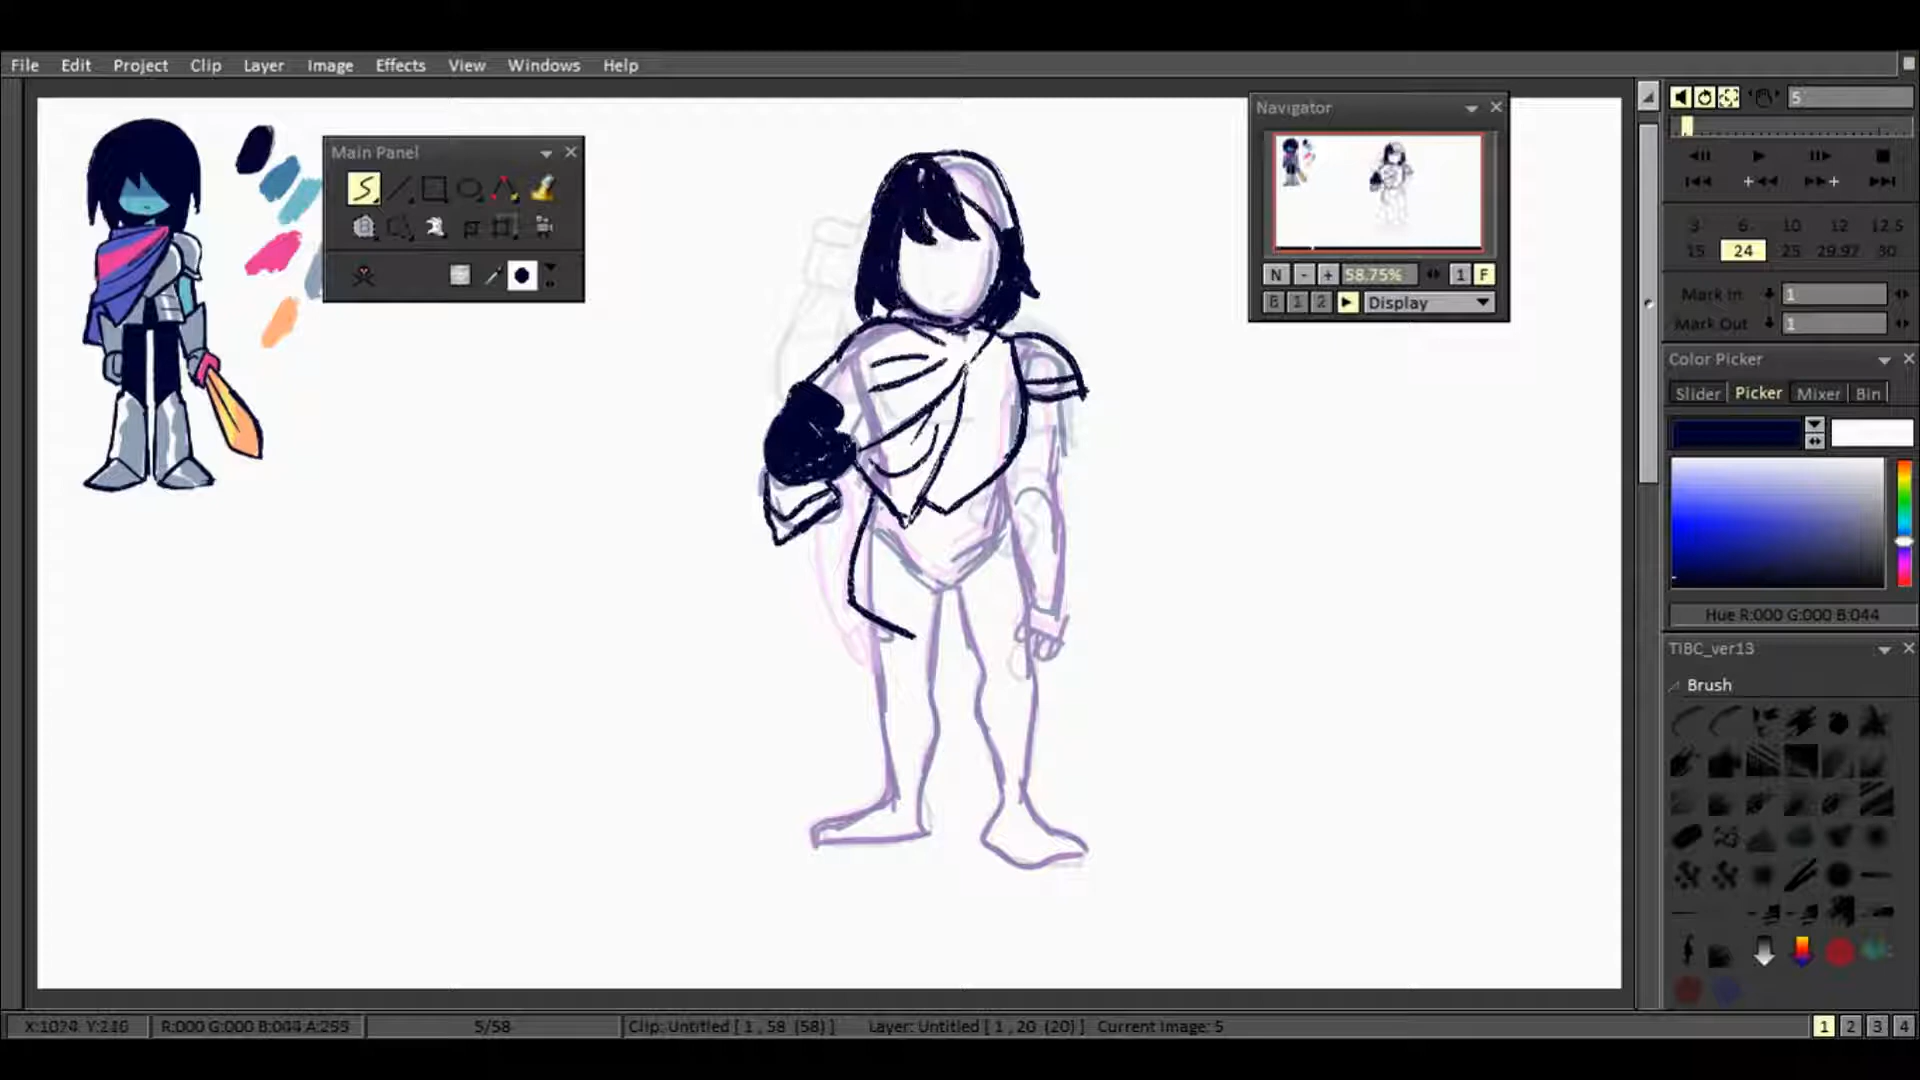 File Edit Project Clip Layer Image Effects View Windows Help
Main Panel
Navigator
N - + 58.75% 1 F
1 2 Display
5
3 6 10 12 12.5
15 24 25 29.97 30
Mark In 1
Mark Out 1
Color Picker
Slider Picker Mixer Bin
Hue R:000 G:000 B:044
TIBC_ver13
Brush
R:000 G:000 B:044 A:255 5/58 Clip: Untitled [ 1 , 58 (58) ] Layer: Untitled [ 1 , 20 (20) ] Current Image: 5
1 2 3 4